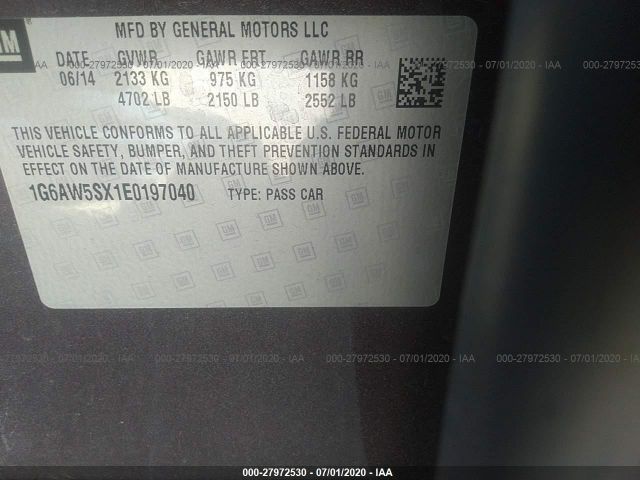 GM
MFD BY GENERAL MOTORS LLC
DATE GVWR GAWR FRT GAWR RR
06/14 2133 KG 975 KG 1158 KG
4702 LB 2150 LB 2552 LB
THIS VEHICLE CONFORMS TO ALL APPLICABLE U.S. FEDERAL MOTOR
VEHICLE SAFETY, BUMPER, AND THEFT PREVENTION STANDARDS
IN EFFECT ON THE DATE OF MANUFACTURE SHOWN ABOVE.
1G6AW5SX1E0197040 TYPE: PASS CAR
000-27972530 - 07/01/2020 - IAA